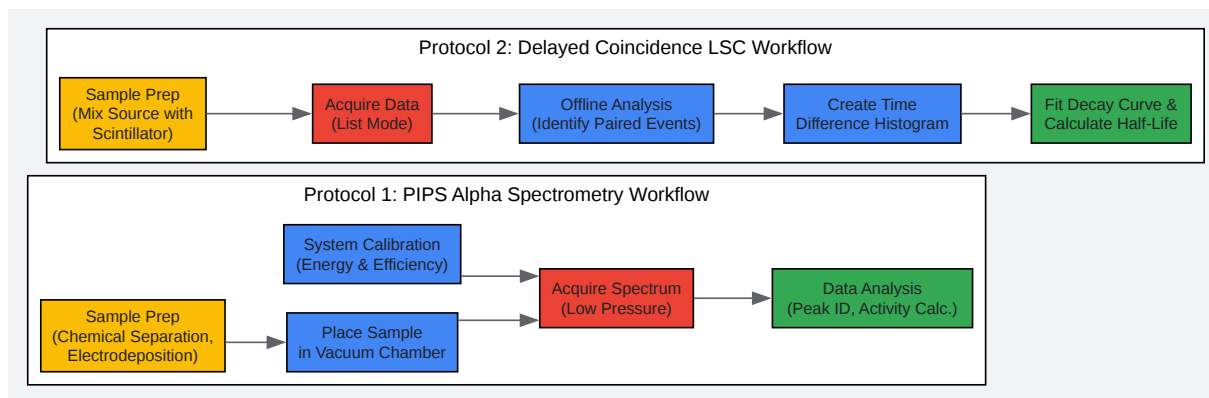 Protocol 2: Delayed Coincidence LSC Workflow
Sample Prep
(Mix Source with
Scintillator)
Acquire Data
(List Mode)
Offline Analysis
(Identify Paired Events)
Create Time
Difference Histogram
Fit Decay Curve &
Calculate Half-Life
Protocol 1: PIPS Alpha Spectrometry Workflow
System Calibration
(Energy & Efficiency)
Sample Prep
(Chemical Separation,
Electrodeposition)
Place Sample
in Vacuum Chamber
Acquire Spectrum
(Low Pressure)
Data Analysis
(Peak ID, Activity Calc.)